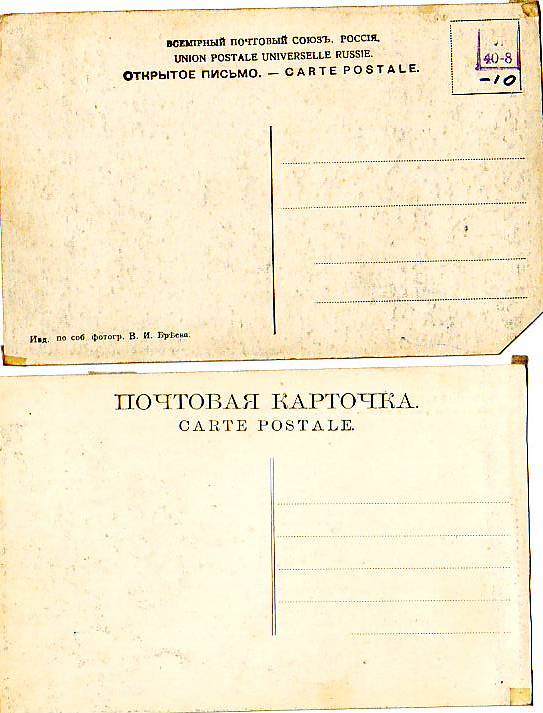 ВСЕМІРНЫЙ ПОЧТОВЫЙ СОЮЗЪ. РОССІЯ.
UNION POSTALE UNIVERSELLE RUSSIE.
ОТКРЫТОЕ ПИСЬМО. — CARTE POSTALE.
40-8
-10
Изд. по соб. фотогр. В. И. Брѣева.
ПОЧТОВАЯ КАРТОЧКА.
CARTE POSTALE.